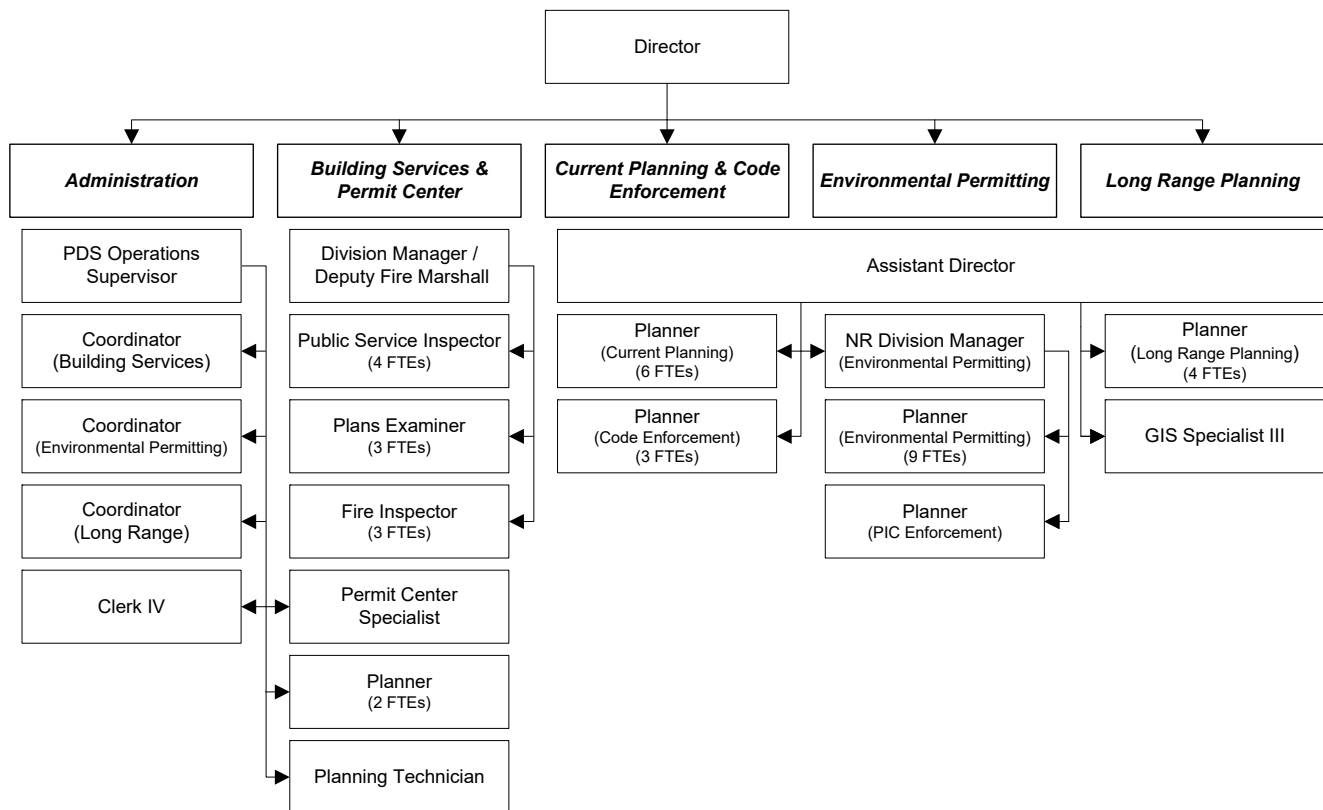 Director
Administration
Building Services &
Permit Center
Current Planning & Code
Enforcement
Environmental Permitting
Long Range Planning
PDS Operations
Supervisor
Division Manager /
Deputy Fire Marshall
Assistant Director
Coordinator
(Building Services)
Public Service Inspector
(4 FTEs)
Planner
(Current Planning)
(6 FTEs)
NR Division Manager
(Environmental Permitting)
Planner
(Long Range Planning)
(4 FTEs)
Coordinator
(Environmental Permitting)
Plans Examiner
(3 FTEs)
Planner
(Code Enforcement)
(3 FTEs)
Planner
(Environmental Permitting)
(9 FTEs)
GIS Specialist III
Coordinator
(Long Range)
Fire Inspector
(3 FTEs)
Planner
(PIC Enforcement)
Clerk IV
Permit Center
Specialist
Planner
(2 FTEs)
Planning Technician